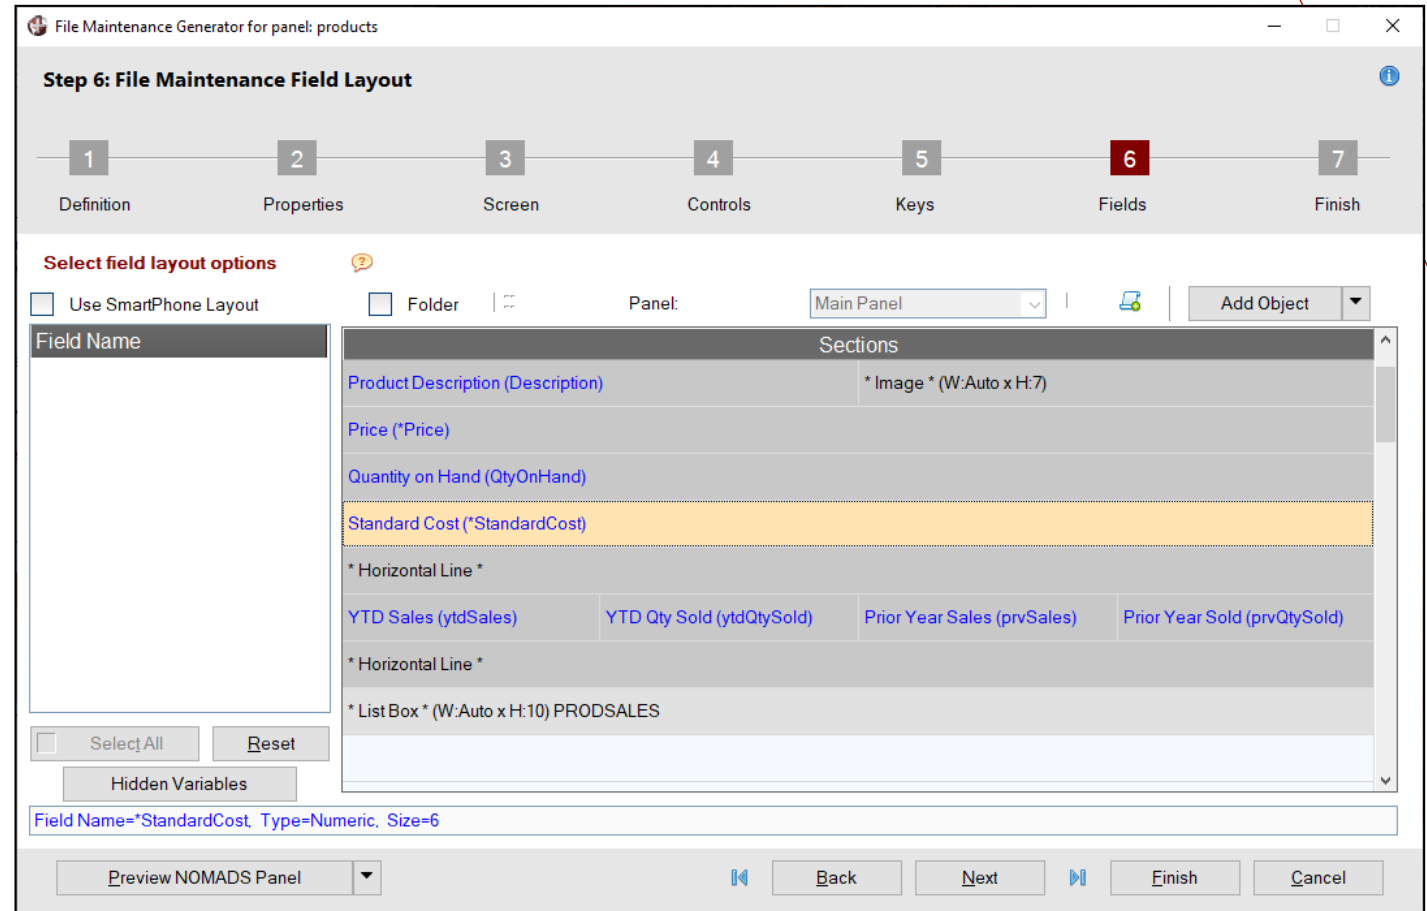 File Maintenance Generator for panel: products
Step 6: File Maintenance Field Layout
1 2 3 4 5 6 7
Definition Properties Screen Controls Keys Fields Finish
Select field layout options
Use SmartPhone Layout Folder Panel: Main Panel Add Object
Field Name
Sections
Product Description (Description) * Image * (W:Auto x H:7)
Price (*Price)
Quantity on Hand (QtyOnHand)
Standard Cost (*StandardCost)
* Horizontal Line *
YTD Sales (ytdSales) YTD Qty Sold (ytdQtySold) Prior Year Sales (prvSales) Prior Year Sold (prvQtySold)
* Horizontal Line *
* List Box * (W:Auto x H:10) PRODSALES
Select All Reset
Hidden Variables
Field Name=*StandardCost, Type=Numeric, Size=6
Preview NOMADS Panel Back Next Finish Cancel